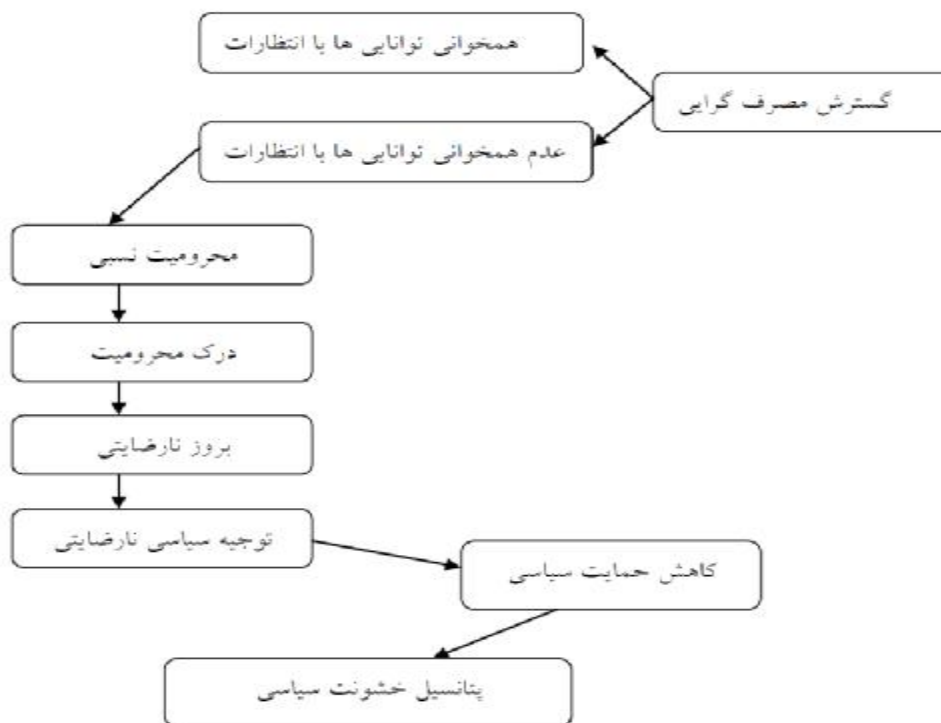 همخوانی توانایی ها با انتظارات
گسترش مصرف گرایی
عدم همخوانی توانایی ها با انتظارات
محرومیت نسبی
درک محرومیت
بروز نارضایتی
توجیه سیاسی نارضایتی
کاهش حمایت سیاسی
پتانسیل خشونت سیاسی